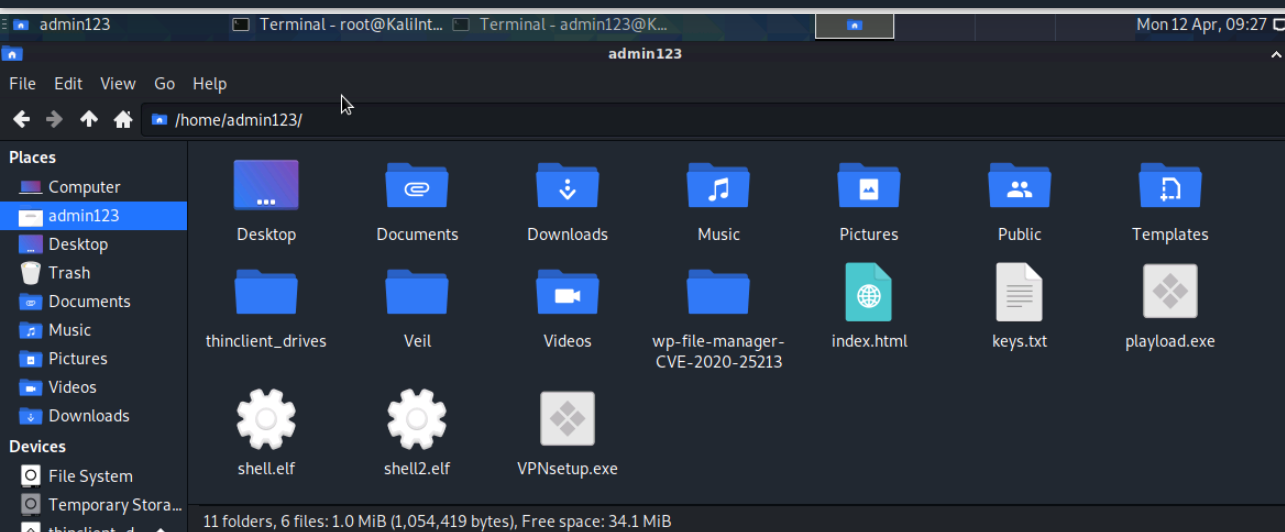 admin123
Terminal - root@KaliInt...
Terminal - admin123@K...
Mon 12 Apr, 09:27
admin123
File Edit View Go Help
/home/admin123/
Places
Computer
admin123
Desktop
Trash
Documents
Music
Pictures
Videos
Downloads
Devices
File System
Temporary Stora...
Desktop
Documents
Downloads
Music
Pictures
Public
Templates
thinclient_drives
Veil
Videos
wp-file-manager-
CVE-2020-25213
index.html
keys.txt
playload.exe
shell.elf
shell2.elf
VPNsetup.exe
11 folders, 6 files: 1.0 MiB (1,054,419 bytes), Free space: 34.1 MiB